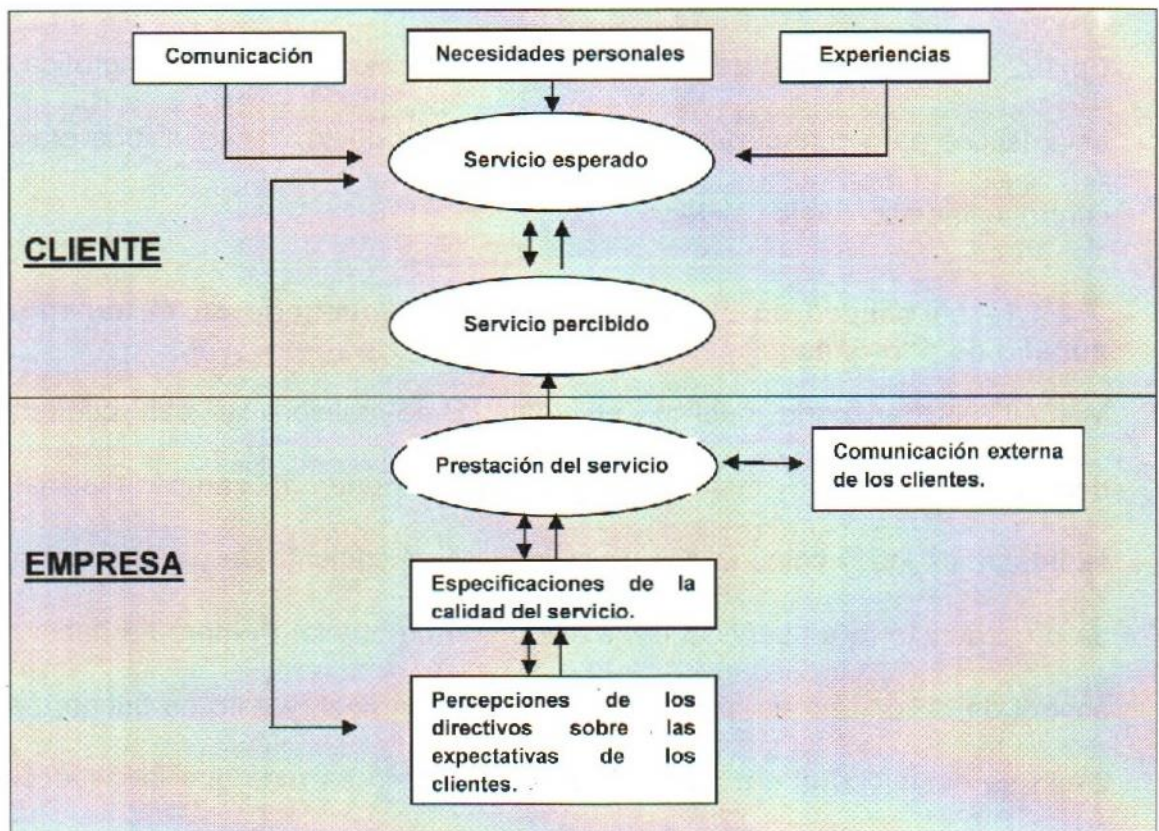 Comunicación
Necesidades personales
Experiencias
Servicio esperado
CLIENTE
Servicio percibido
Prestación del servicio
Comunicación externa
de los clientes.
EMPRESA
Especificaciones de la
calidad del servicio.
Percepciones de los
directivos sobre las
expectativas de los
clientes.